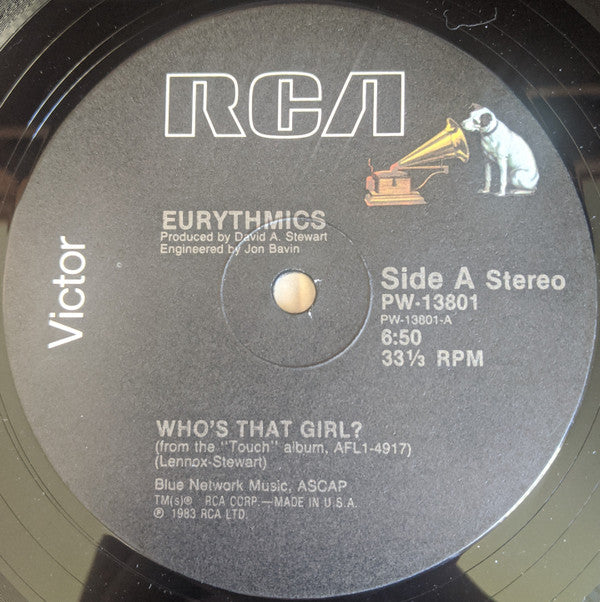 RCA
Victor
EURYTHMICS
Produced by David A. Stewart
Engineered by Jon Bavin
Side A Stereo
PW-13801
PW-13801-A
6:50
33⅓ RPM
WHO'S THAT GIRL?
(from the "Touch" album, AFL1-4917)
(Lennox-Stewart)
Blue Network Music, ASCAP
TM(s)® RCA CORP.—MADE IN U.S.A.
℗ 1983 RCA LTD.